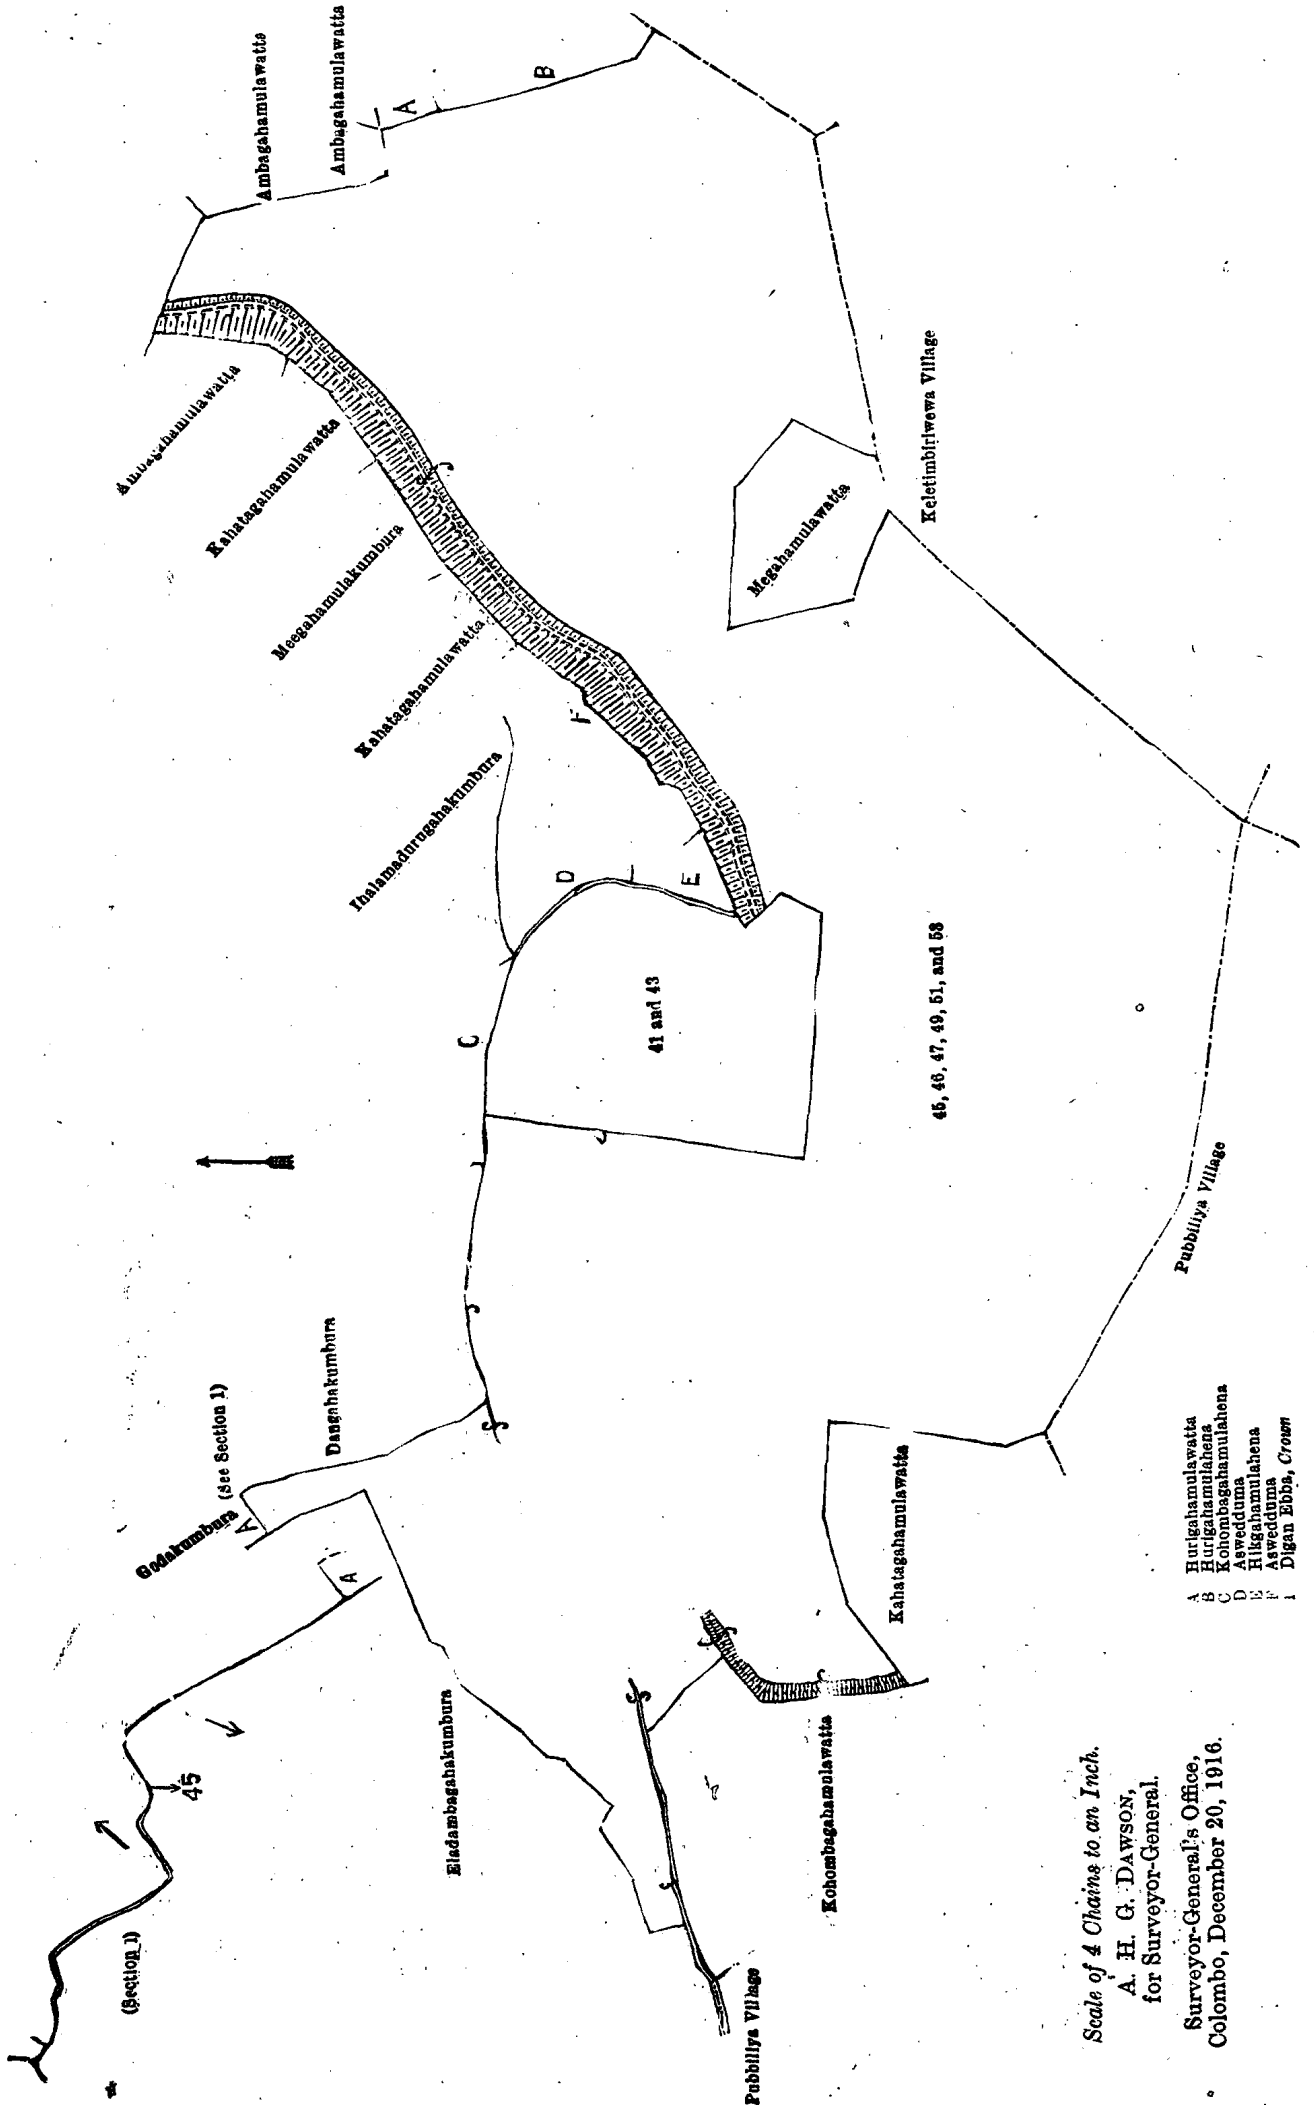 (Section 1)
45
A
Godakumbura
A
(See Section 1)
Dangahakumbura
Eladambagahakumbura
Pubbiliya Village
Kohombagahamulawatta
Kahatagahamulawatta
C
D
E
F
41 and 43
45, 46, 47, 49, 51, and 53
Ihalamadurugahakumbura
Kahatagahamulawatta
Meegahamulakumbura
Kahatagahamulawatta
Ambagahamulawatta
Ambagahamulawatta
Ambagahamulawatta
A
B
Megahamulawatta
Keletimbiriwewa Village
Pubbiliya Village
Scale of 4 Chains to an Inch.
A. H. G. DAWSON,
for Surveyor-General.
Surveyor-General's Office,
Colombo, December 20, 1916.
A Hurigahamulawatta
B Hurigahamulahena
C Kohombagahamulahena
D Aswedduma
E Hikgahamulahena
F Aswedduma
1 Digan Ebba, Crown